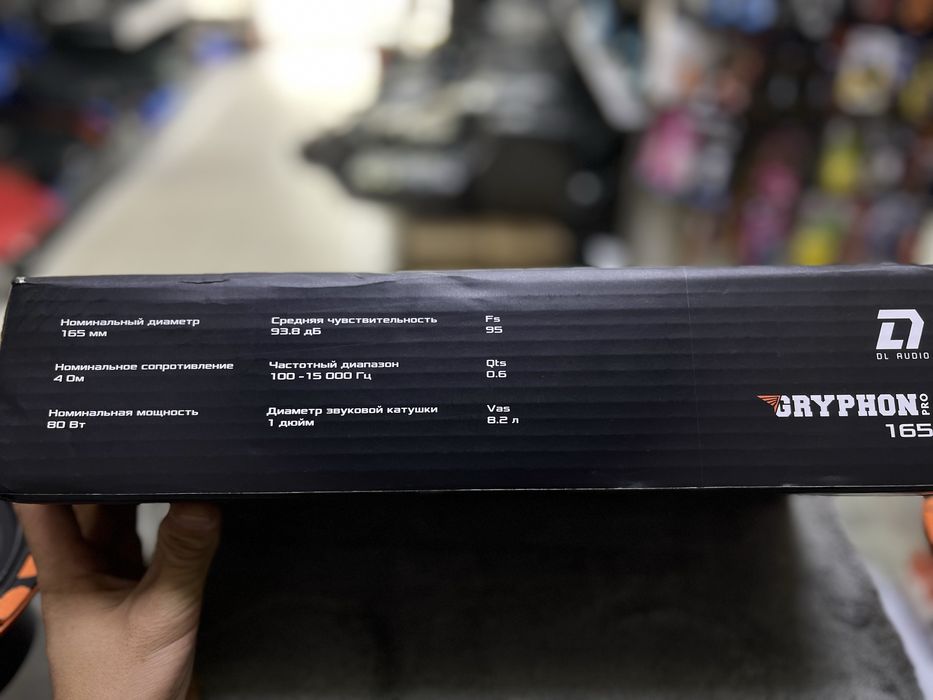 Номинальный диаметр
165 мм
Номинальное сопротивление
4 Ом
Номинальная мощность
80 Вт
Средняя чувствительность
93.8 дБ
Частотный диапазон
100 -15 000 Гц
Диаметр звуковой катушки
1 дюйм
Fs
95
Qts
0.6
Vas
8.2 л
DL AUDIO
GRYPHON PRO
165